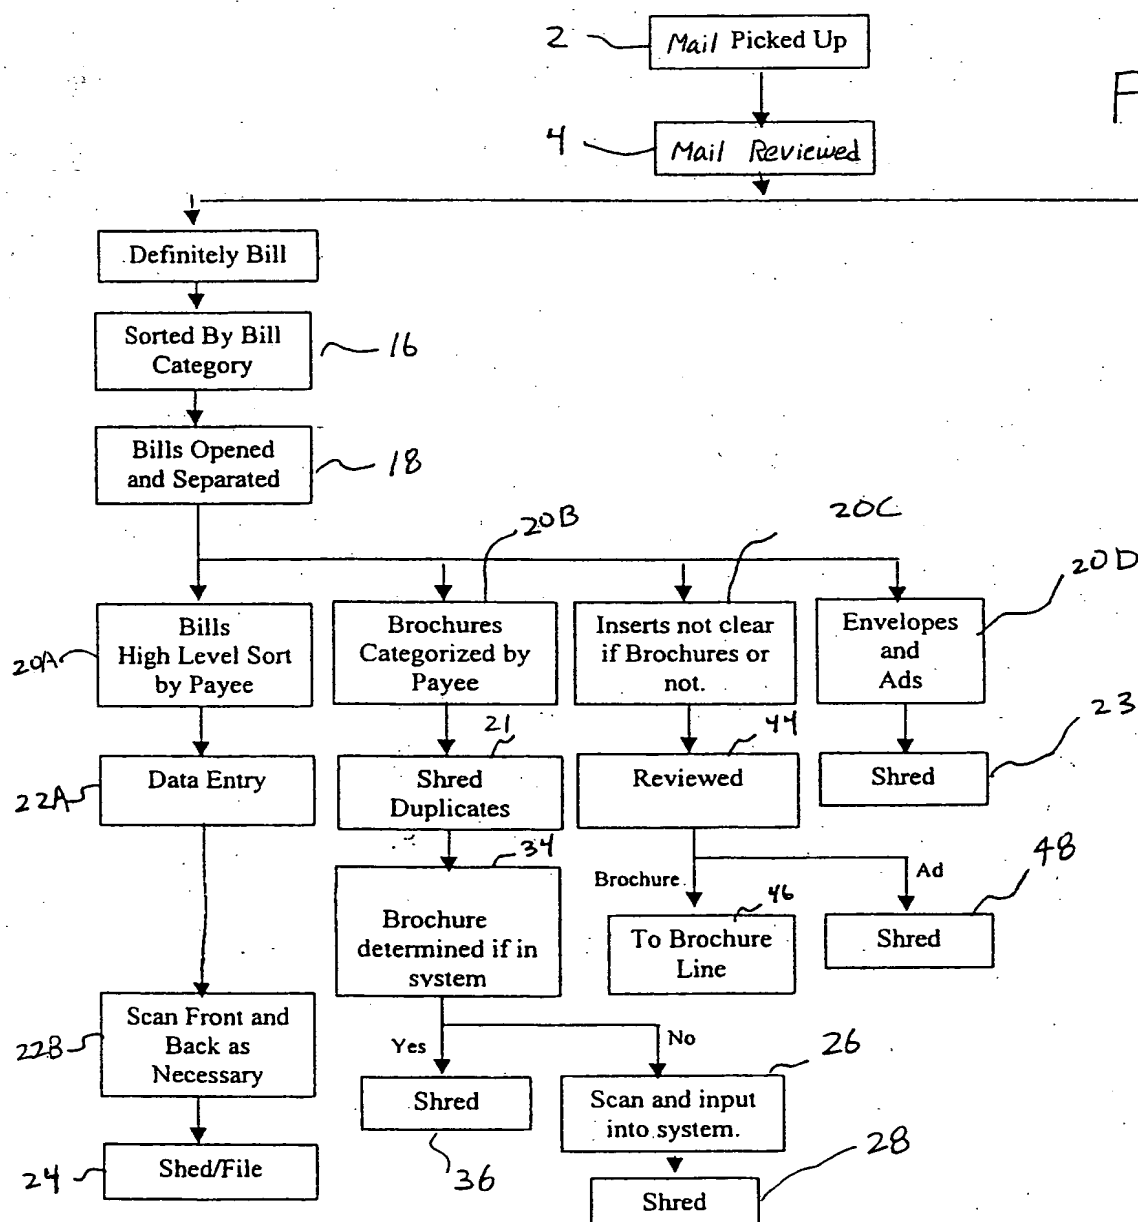 2
Mail Picked Up
F
4
Mail Reviewed
Definitely Bill
Sorted By Bill
Category
16
Bills Opened
and Separated
18
20B
20C
20D
20A
Bills
High Level Sort
by Payee
Brochures
Categorized by
Payee
Inserts not clear
if Brochures or
not.
Envelopes
and
Ads
21
44
23
22A
Data Entry
Shred
Duplicates
Reviewed
Shred
34
Brochure
Ad
48
Brochure
determined if in
system
46
To Brochure
Line
Shred
22B
Scan Front and
Back as
Necessary
Yes
No
26
Shred
Scan and input
into system.
24
Shed/File
36
28
Shred